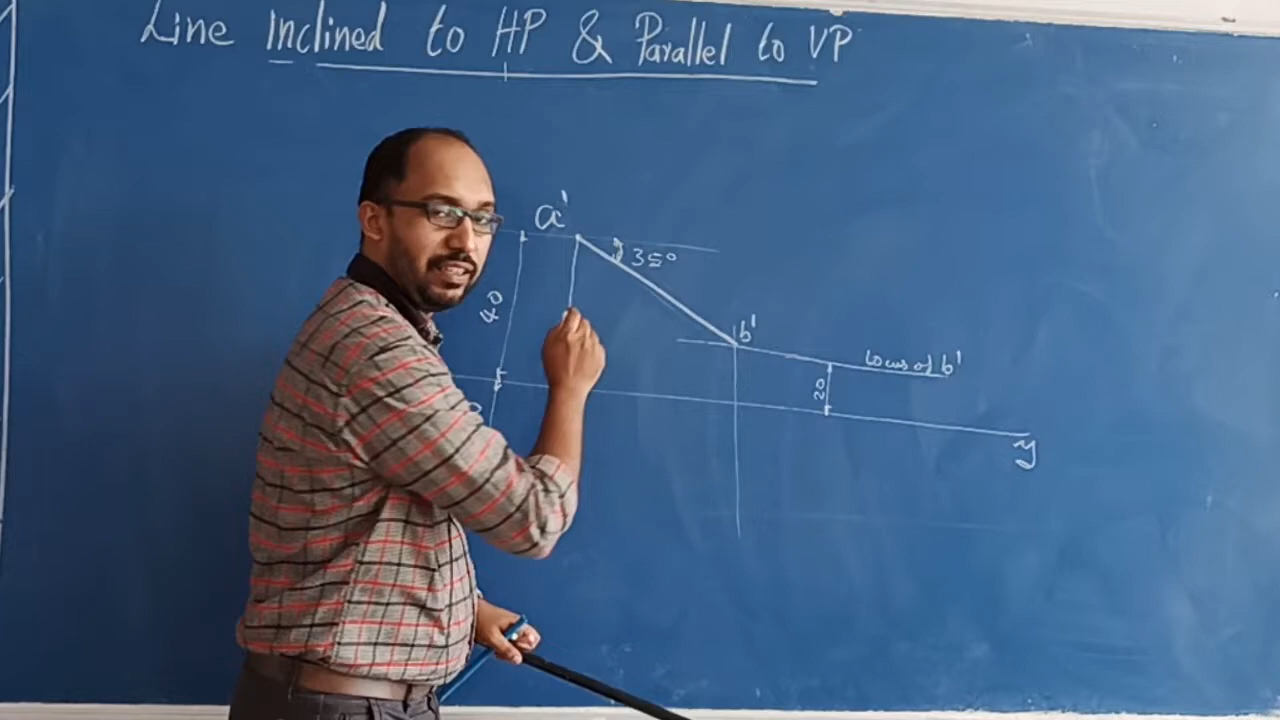 Line Inclined to HP & Parallel to VP
a'
35°
40
b'
locus of b'
20
y